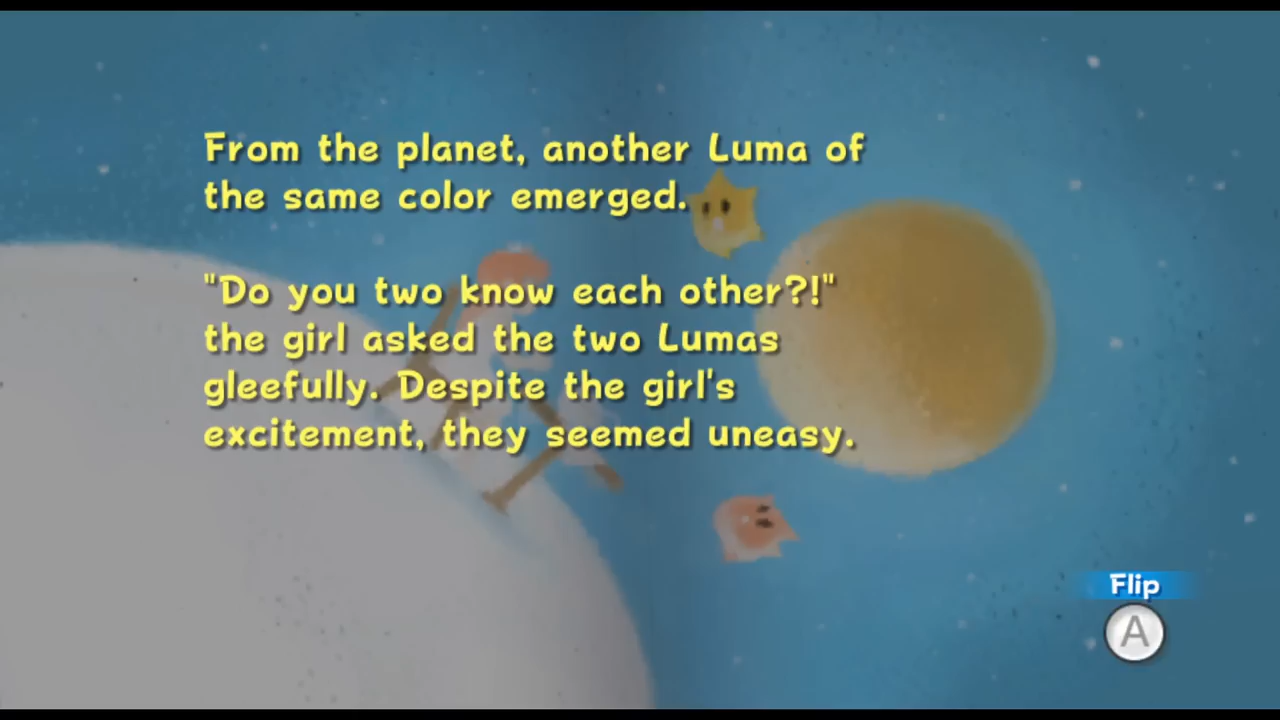 From the planet, another Luma of
the same color emerged.
"Do you two know each other?!"
the girl asked the two Lumas
gleefully. Despite the girl's
excitement, they seemed uneasy.
Flip
A